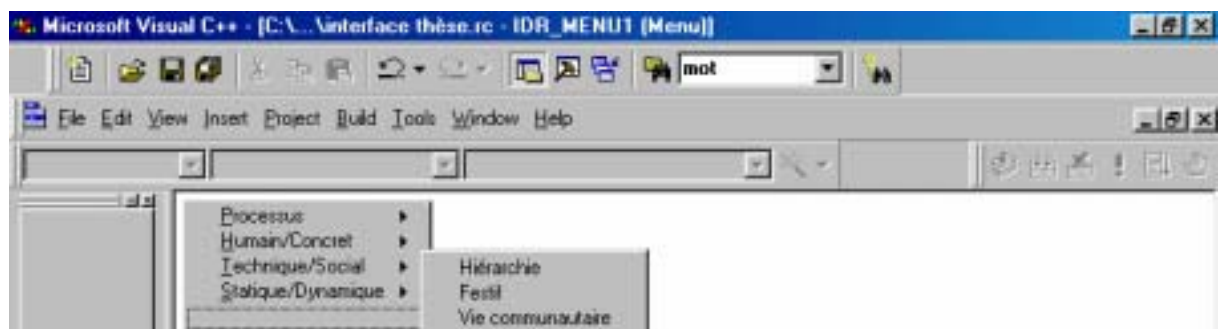 Microsoft Visual C++ - [C:\...\interface thèse.rc - IDR_MENU1 (Menu)]
mot
File Edit View Insert Project Build Tools Window Help
Processus
Humain/Concret
Technique/Social
Statique/Dynamique
Hiérarchie
Festif
Vie communautaire